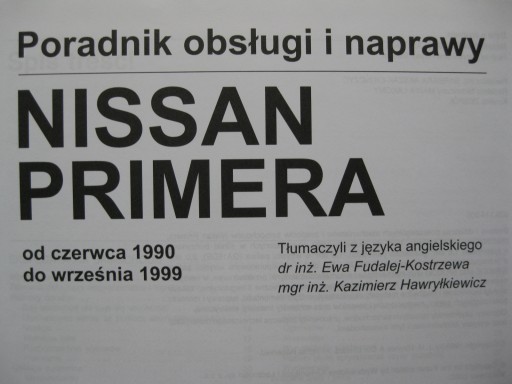 Poradnik obsługi i naprawy
NISSAN
PRIMERA
od czerwca 1990
do września 1999
Tłumaczyli z języka angielskiego
dr inż. Ewa Fudalej-Kostrzewa
mgr inż. Kazimierz Hawryłkiewicz